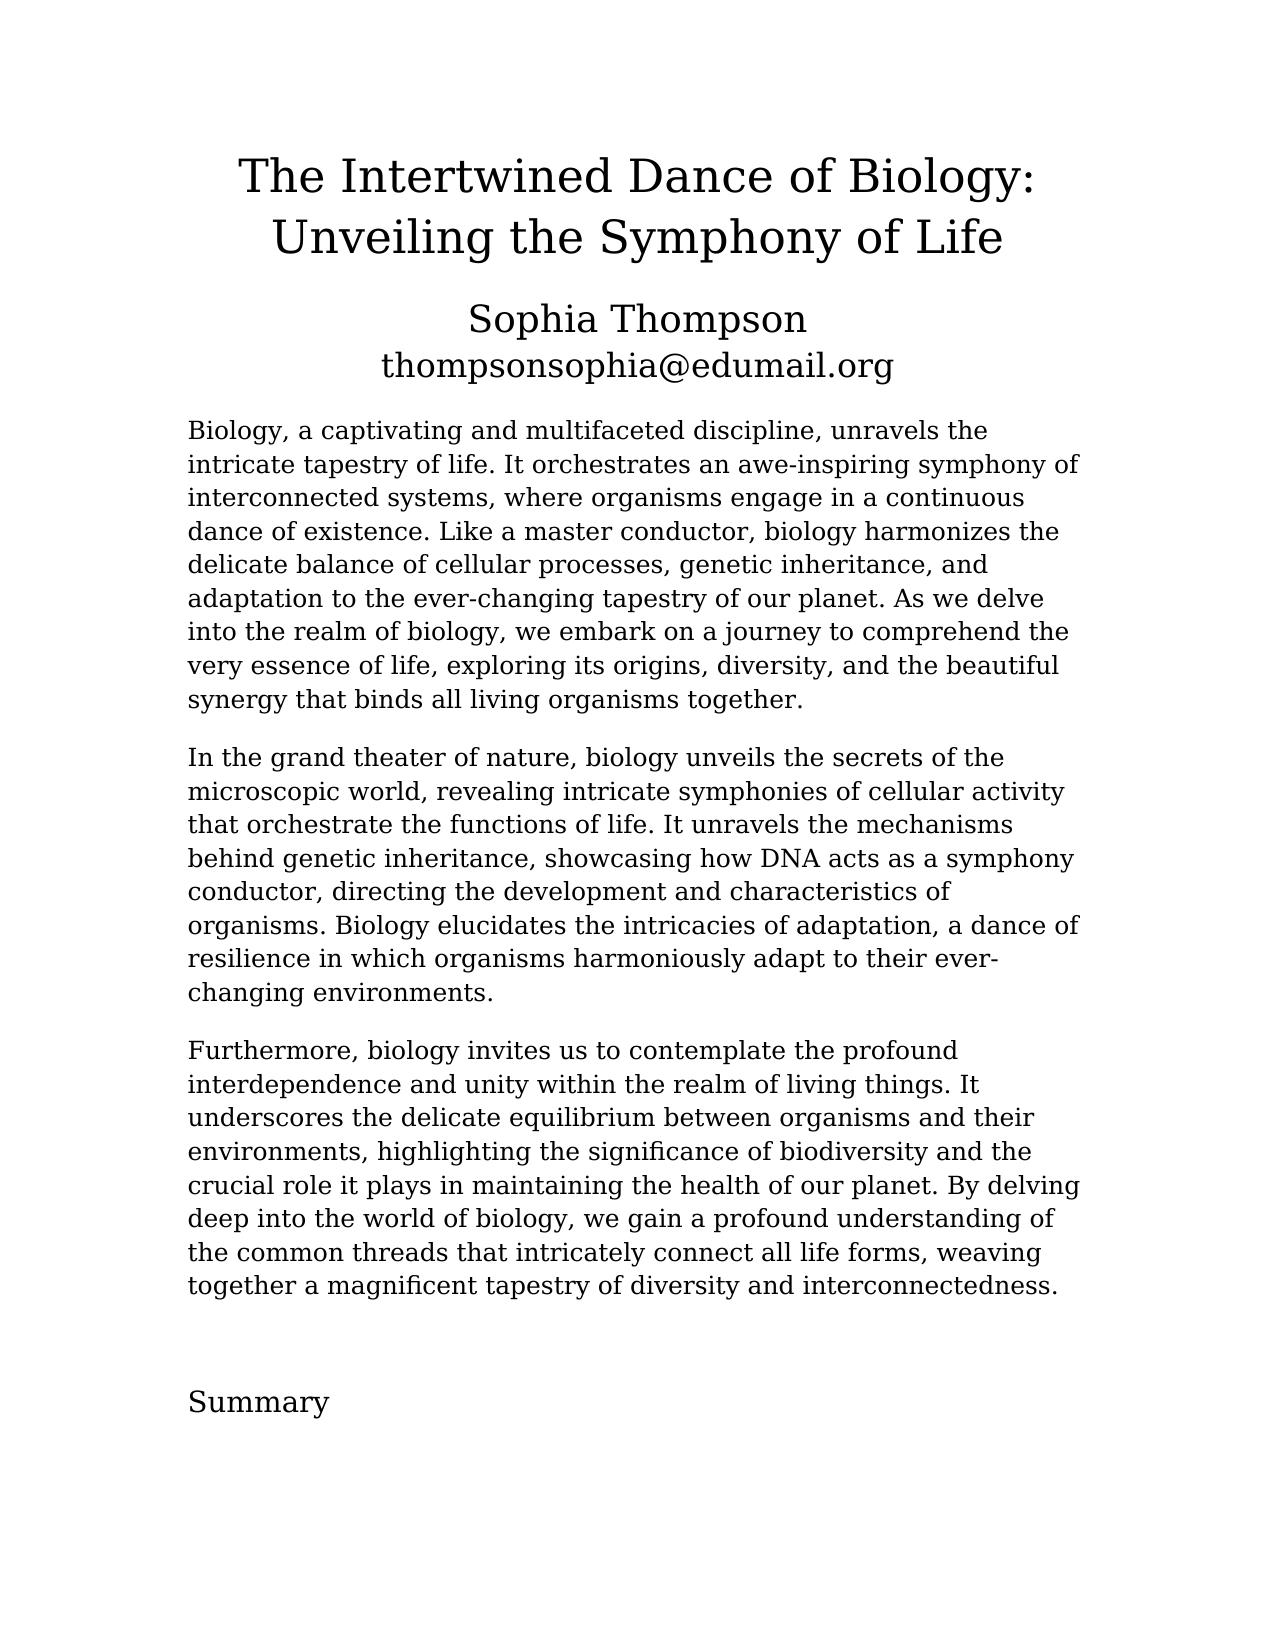 The Intertwined Dance of Biology:
Unveiling the Symphony of Life
Sophia Thompson
thompsonsophia@edumail.org
Biology, a captivating and multifaceted discipline, unravels the
intricate tapestry of life. It orchestrates an awe-inspiring symphony of
interconnected systems, where organisms engage in a continuous
dance of existence. Like a master conductor, biology harmonizes the
delicate balance of cellular processes, genetic inheritance, and
adaptation to the ever-changing tapestry of our planet. As we delve
into the realm of biology, we embark on a journey to comprehend the
very essence of life, exploring its origins, diversity, and the beautiful
synergy that binds all living organisms together.
In the grand theater of nature, biology unveils the secrets of the
microscopic world, revealing intricate symphonies of cellular activity
that orchestrate the functions of life. It unravels the mechanisms
behind genetic inheritance, showcasing how DNA acts as a symphony
conductor, directing the development and characteristics of
organisms. Biology elucidates the intricacies of adaptation, a dance of
resilience in which organisms harmoniously adapt to their ever-
changing environments.
Furthermore, biology invites us to contemplate the profound
interdependence and unity within the realm of living things. It
underscores the delicate equilibrium between organisms and their
environments, highlighting the significance of biodiversity and the
crucial role it plays in maintaining the health of our planet. By delving
deep into the world of biology, we gain a profound understanding of
the common threads that intricately connect all life forms, weaving
together a magnificent tapestry of diversity and interconnectedness.
Summary